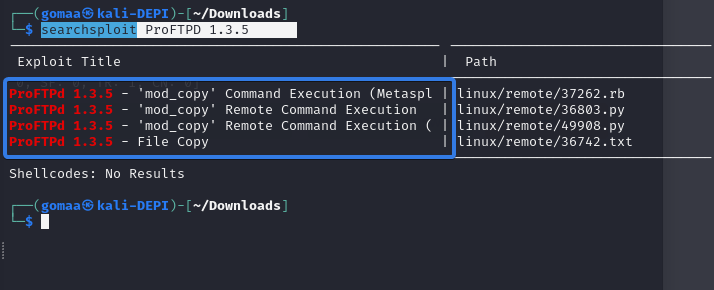 ┌──(gomaa㉿kali-DEPI)-[~/Downloads]
└─$ searchsploit ProFTPD 1.3.5
Exploit Title | Path
ProFTPd 1.3.5 - 'mod_copy' Command Execution (Metaspl | linux/remote/37262.rb
ProFTPd 1.3.5 - 'mod_copy' Remote Command Execution | linux/remote/36803.py
ProFTPd 1.3.5 - 'mod_copy' Remote Command Execution ( | linux/remote/49908.py
ProFTPd 1.3.5 - File Copy | linux/remote/36742.txt
Shellcodes: No Results
┌──(gomaa㉿kali-DEPI)-[~/Downloads]
└─$